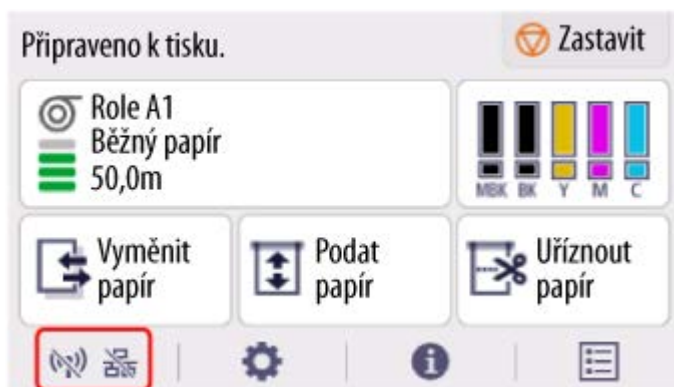 Připraveno k tisku.
Zastavit
Role A1
Běžný papír
50,0m
MBK BK Y M C
Vyměnit
papír
Podat
papír
Uříznout
papír